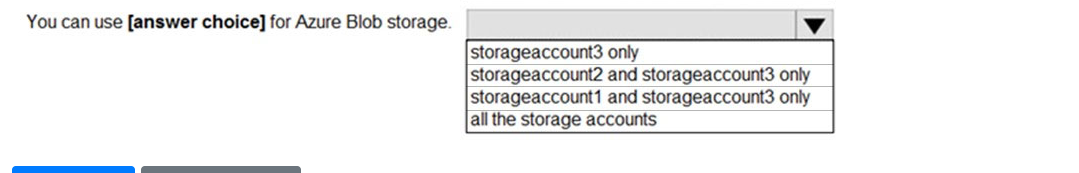 You can use [answer choice] for Azure Blob storage.
storageaccount3 only
storageaccount2 and storageaccount3 only
storageaccount1 and storageaccount3 only
all the storage accounts